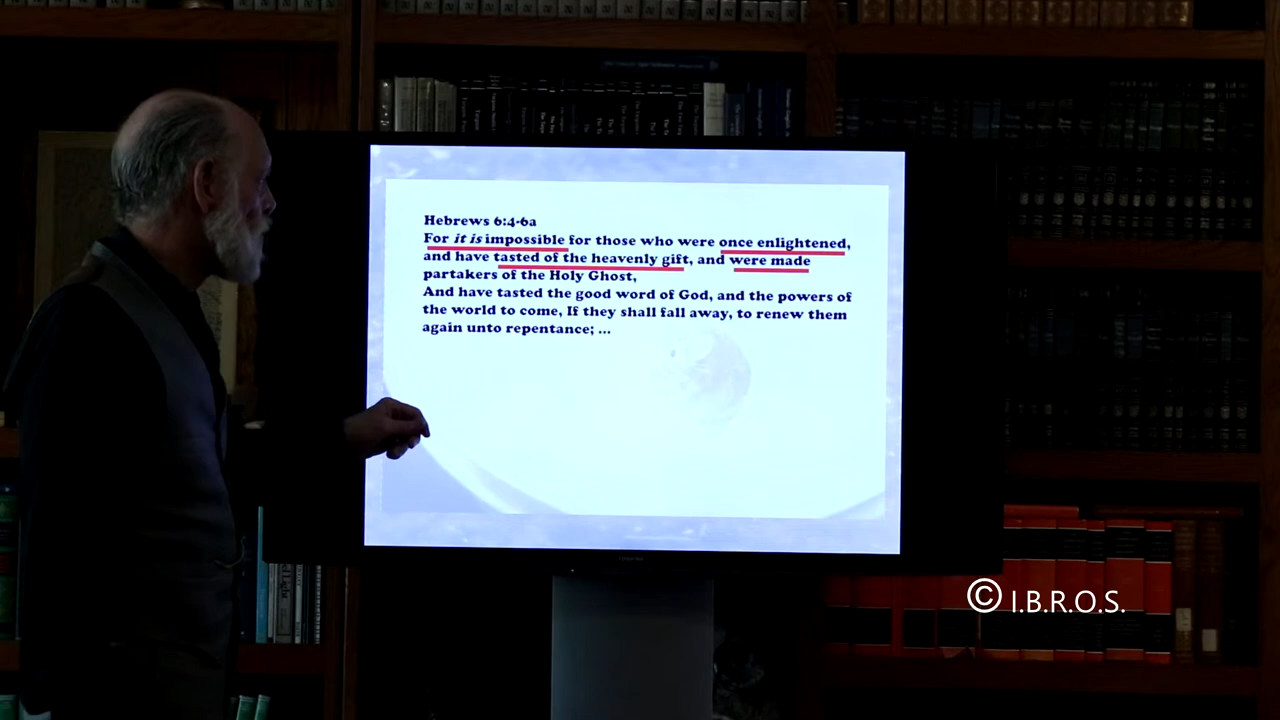 Hebrews 6:4-6a
For it is impossible for those who were once enlightened,
and have tasted of the heavenly gift, and were made
partakers of the Holy Ghost,
And have tasted the good word of God, and the powers of
the world to come, If they shall fall away, to renew them
again unto repentance; ...
© I.B.R.O.S.